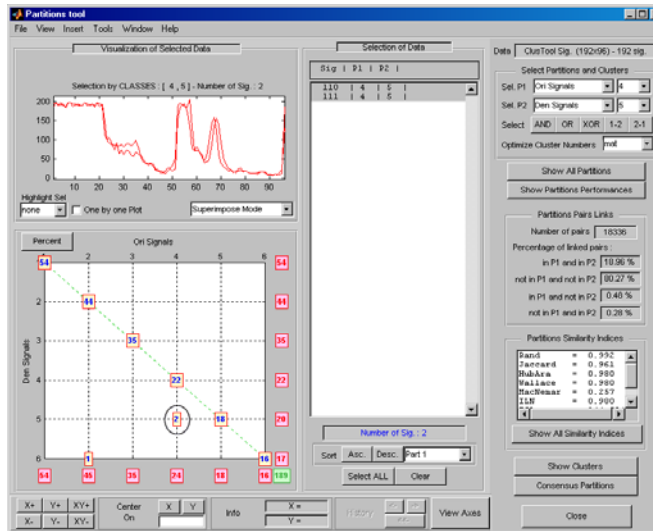 Partitions tool
File View Insert Tools Window Help
Visualization of Selected Data
Selection by CLASSES : [ 4 , 5 ] - Number of Sig. : 2
200
150
100
50
0
10 20 30 40 50 60 70 80 90
Highlight Sel
none
One by one Plot
Superimpose Mode
Percent
Ori Signals
2 3 4 5 6
54 54
2 44 44
3 35 35
4 22 22
Den Signals
5 2 18 20
6 1 16 17
54 45 35 24 18 16 189
Selection of Data
Sig | P1 | P2 |
110 | 4 | 5 |
111 | 4 | 5 |
Number of Sig. : 2
Sort Asc. Desc. Part 1
Select ALL Clear
Data ClusTool Sig. (192x96) - 192 sig.
Select Partitions and Clusters
Sel. P1 Ori Signals 4
Sel. P2 Den Signals 5
Select AND OR XOR 1-2 2-1
Optimize Cluster Numbers mat
Show All Partitions
Show Partitions Performances
Partitions Pairs Links
Number of pairs 18336
Percentage of linked pairs :
in P1 and in P2 18.96 %
not in P1 and not in P2 80.27 %
in P1 and not in P2 0.48 %
not in P1 and in P2 0.28 %
Partitions Similarity Indices
Rand = 0.992
Jaccard = 0.961
HubAra = 0.980
Wallace = 0.980
MacNemar = 0.257
ILN = 0.980
Show All Similarity Indices
Show Clusters
Consensus Partitions
Close
X+ Y+ XY+
X- Y- XY-
Center
On
X Y
Info
X =
Y =
History
View Axes